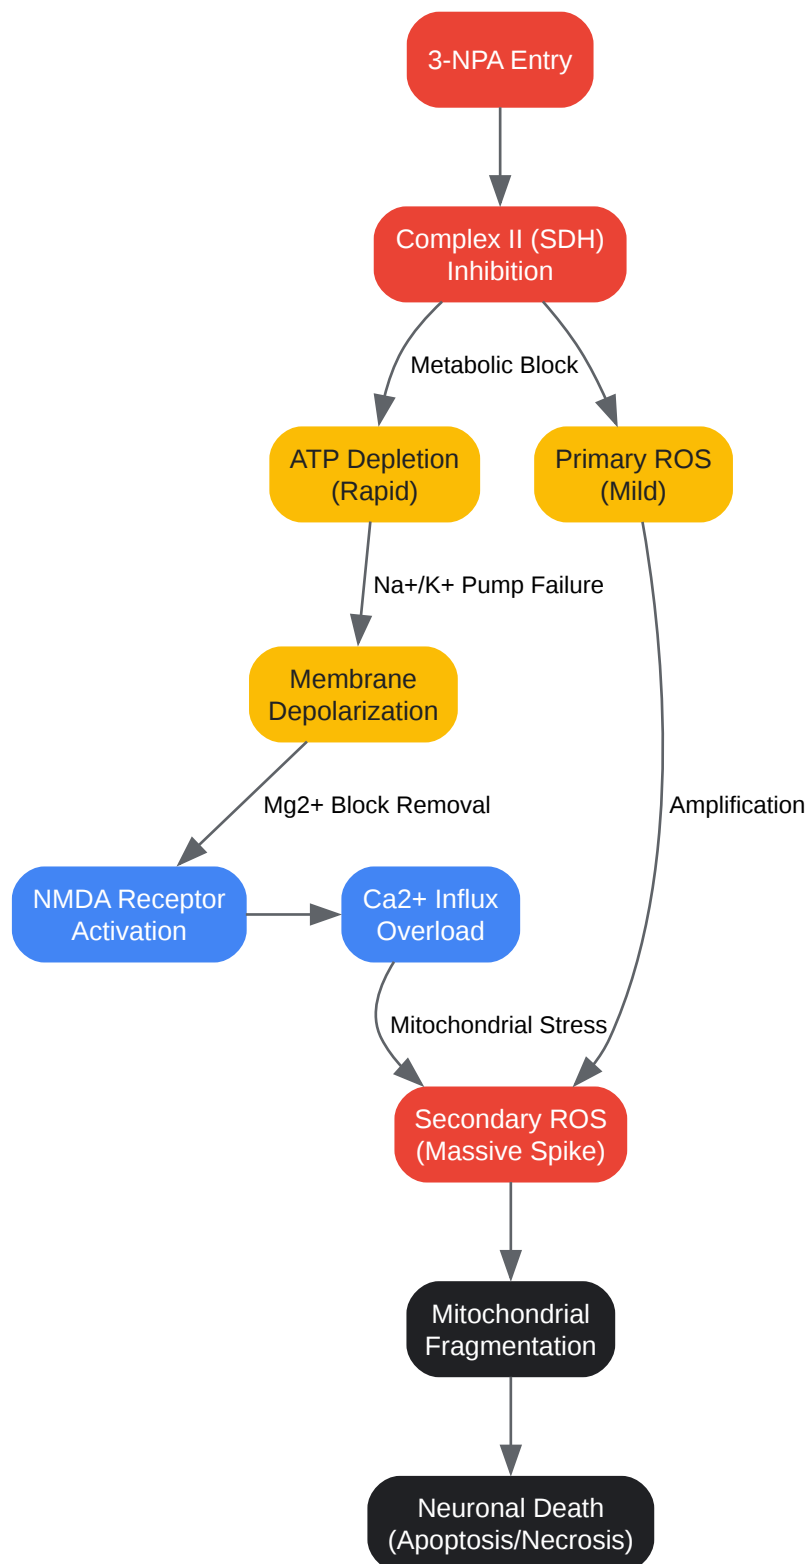 3-NPA Entry
Complex II (SDH)
Inhibition
Metabolic Block
ATP Depletion
(Rapid)
Primary ROS
(Mild)
Na+/K+ Pump Failure
Membrane
Depolarization
Mg2+ Block Removal
Amplification
NMDA Receptor
Activation
Ca2+ Influx
Overload
Mitochondrial Stress
Secondary ROS
(Massive Spike)
Mitochondrial
Fragmentation
Neuronal Death
(Apoptosis/Necrosis)